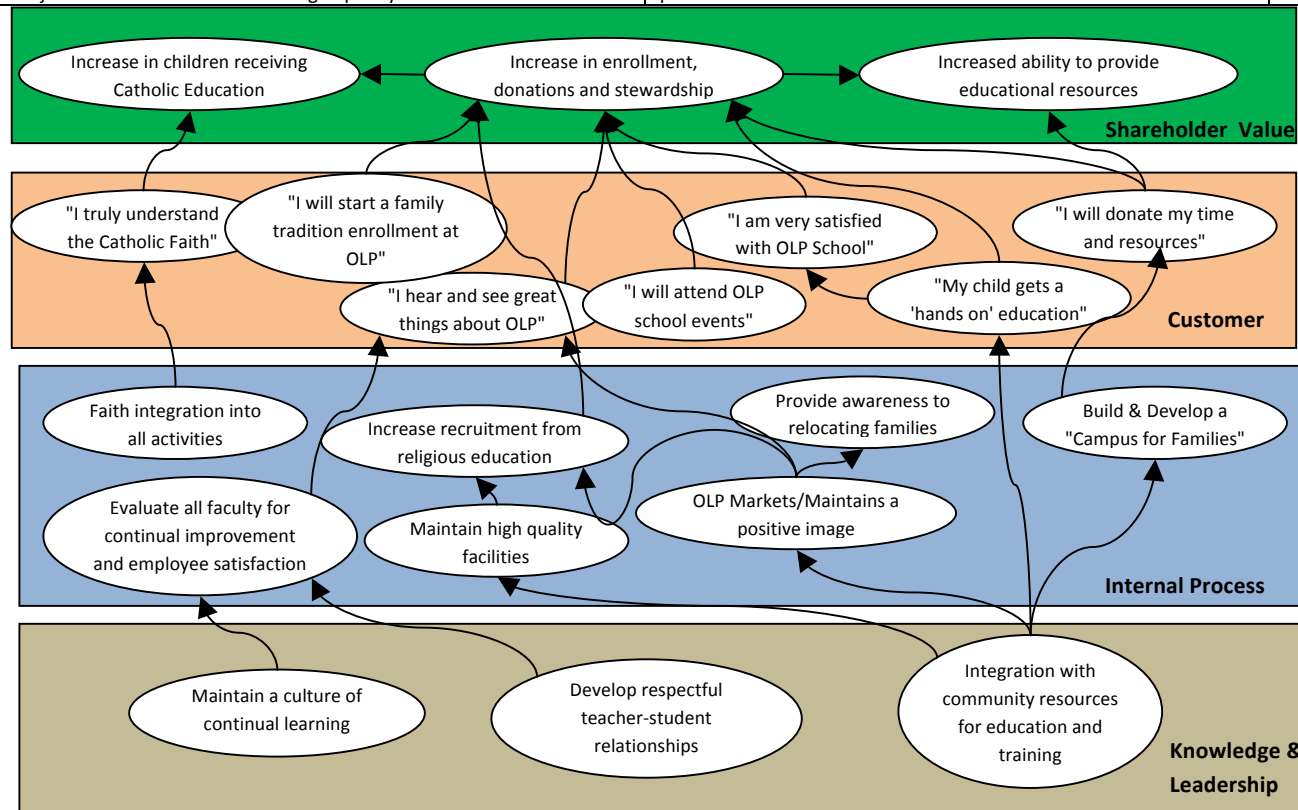 Increase in children receiving
Catholic Education
Increase in enrollment,
donations and stewardship
Increased ability to provide
educational resources
Shareholder Value
"I truly understand
the Catholic Faith"
"I will start a family
tradition enrollment at
OLP"
"I am very satisfied
with OLP School"
"I will donate my time
and resources"
"I hear and see great
things about OLP"
"I will attend OLP
school events"
"My child gets a
'hands on' education"
Customer
Faith integration into
all activities
Increase recruitment from
religious education
Provide awareness to
relocating families
Build & Develop a
"Campus for Families"
Evaluate all faculty for
continual improvement
and employee satisfaction
Maintain high quality
facilities
OLP Markets/Maintains a
positive image
Internal Process
Maintain a culture of
continual learning
Develop respectful
teacher-student
relationships
Integration with
community resources
for education and
training
Knowledge &
Leadership